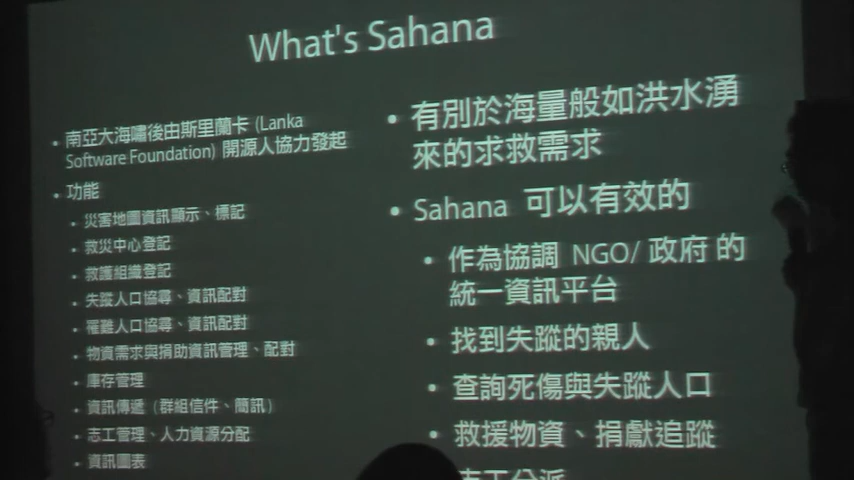 What's Sahana
• 南亞大海嘯後由斯里蘭卡 (Lanka
Software Foundation) 開源人協力發起
• 功能
• 災害地圖資訊顯示、標記
• 救災中心登記
• 救護組織登記
• 失蹤人口協尋、資訊配對
• 罹難人口協尋、資訊配對
• 物資需求與捐助資訊管理、配對
• 庫存管理
• 資訊傳遞 (群組信件、簡訊)
• 志工管理、人力資源分配
• 資訊圖表
• 有別於海量般如洪水湧
來的求救需求
• Sahana 可以有效的
• 作為協調 NGO/ 政府 的
統一資訊平台
• 找到失蹤的親人
• 查詢死傷與失蹤人口
• 救援物資、捐獻追蹤
志工分派